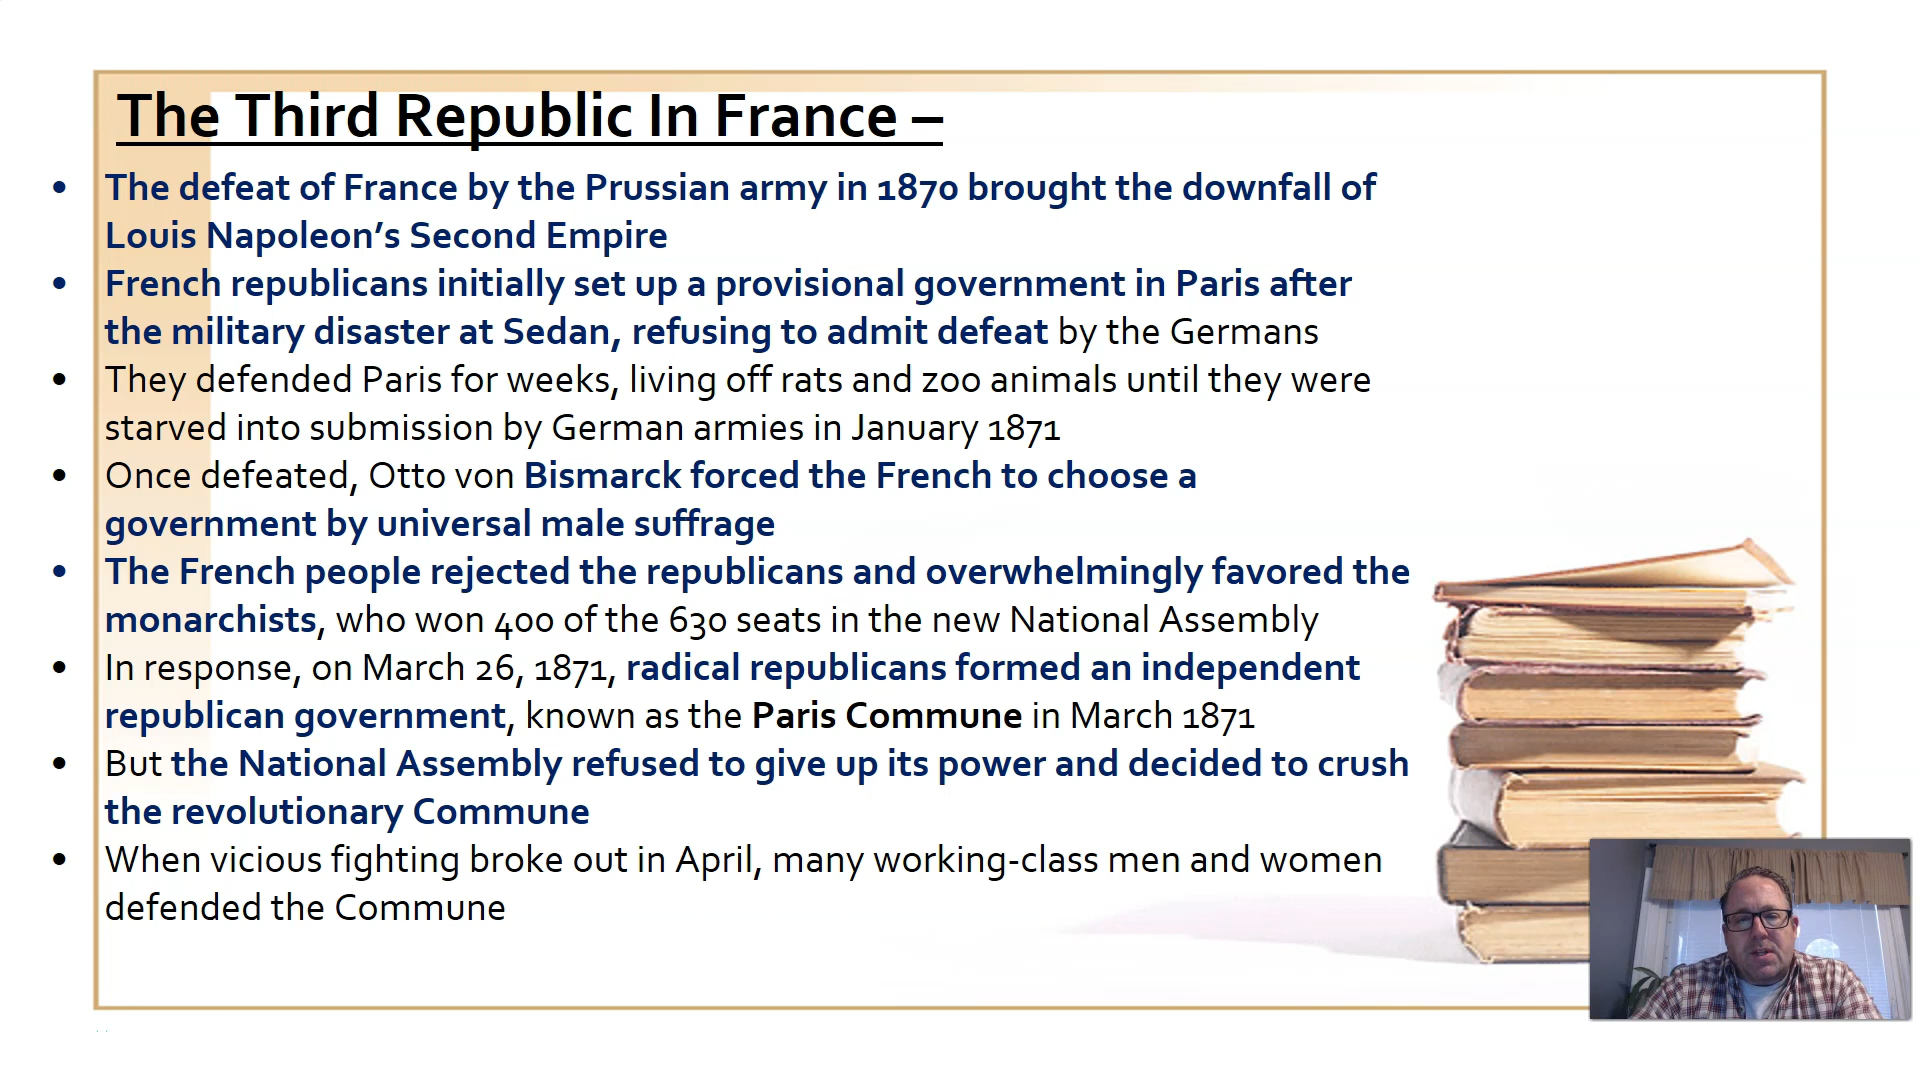 The Third Republic In France –
• The defeat of France by the Prussian army in 1870 brought the downfall of
Louis Napoleon’s Second Empire
• French republicans initially set up a provisional government in Paris after
the military disaster at Sedan, refusing to admit defeat by the Germans
• They defended Paris for weeks, living off rats and zoo animals until they were
starved into submission by German armies in January 1871
• Once defeated, Otto von Bismarck forced the French to choose a
government by universal male suffrage
• The French people rejected the republicans and overwhelmingly favored the
monarchists, who won 400 of the 630 seats in the new National Assembly
• In response, on March 26, 1871, radical republicans formed an independent
republican government, known as the Paris Commune in March 1871
• But the National Assembly refused to give up its power and decided to crush
the revolutionary Commune
• When vicious fighting broke out in April, many working-class men and women
defended the Commune